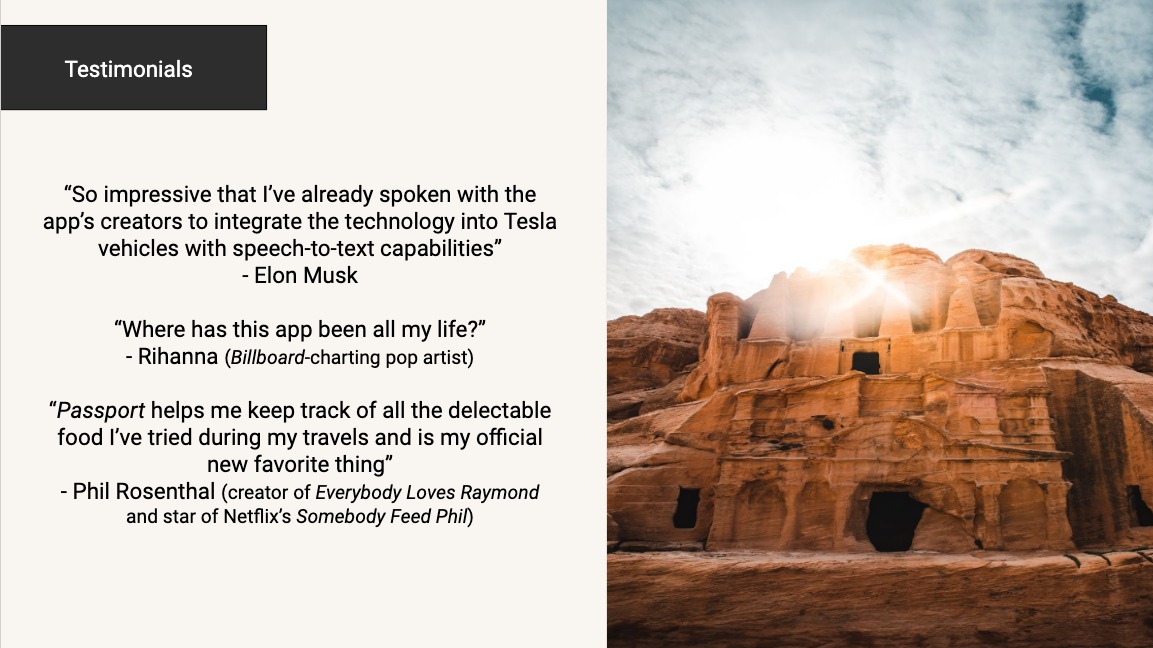 Testimonials
“So impressive that I’ve already spoken with the
app’s creators to integrate the technology into Tesla
vehicles with speech-to-text capabilities”
- Elon Musk
“Where has this app been all my life?”
- Rihanna (Billboard-charting pop artist)
“Passport helps me keep track of all the delectable
food I’ve tried during my travels and is my official
new favorite thing”
- Phil Rosenthal (creator of Everybody Loves Raymond
and star of Netflix’s Somebody Feed Phil)